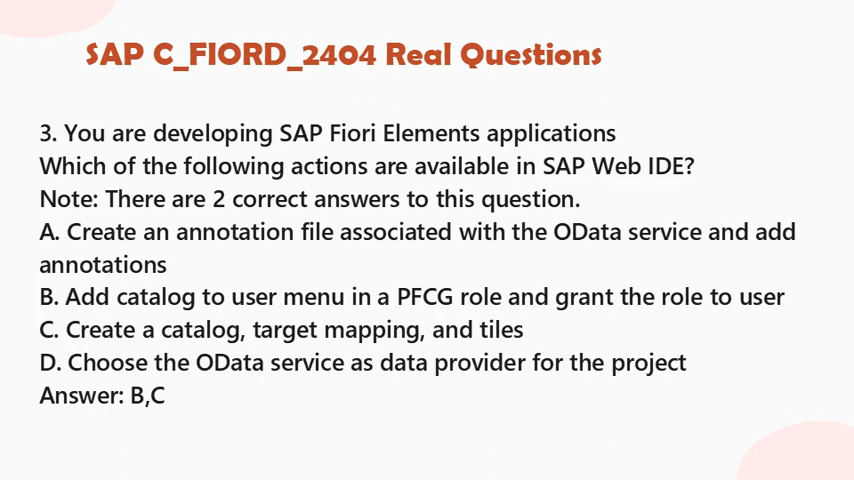 SAP C_FIORD_2404 Real Questions
3. You are developing SAP Fiori Elements applications
Which of the following actions are available in SAP Web IDE?
Note: There are 2 correct answers to this question.
A. Create an annotation file associated with the OData service and add
annotations
B. Add catalog to user menu in a PFCG role and grant the role to user
C. Create a catalog, target mapping, and tiles
D. Choose the OData service as data provider for the project
Answer: B,C